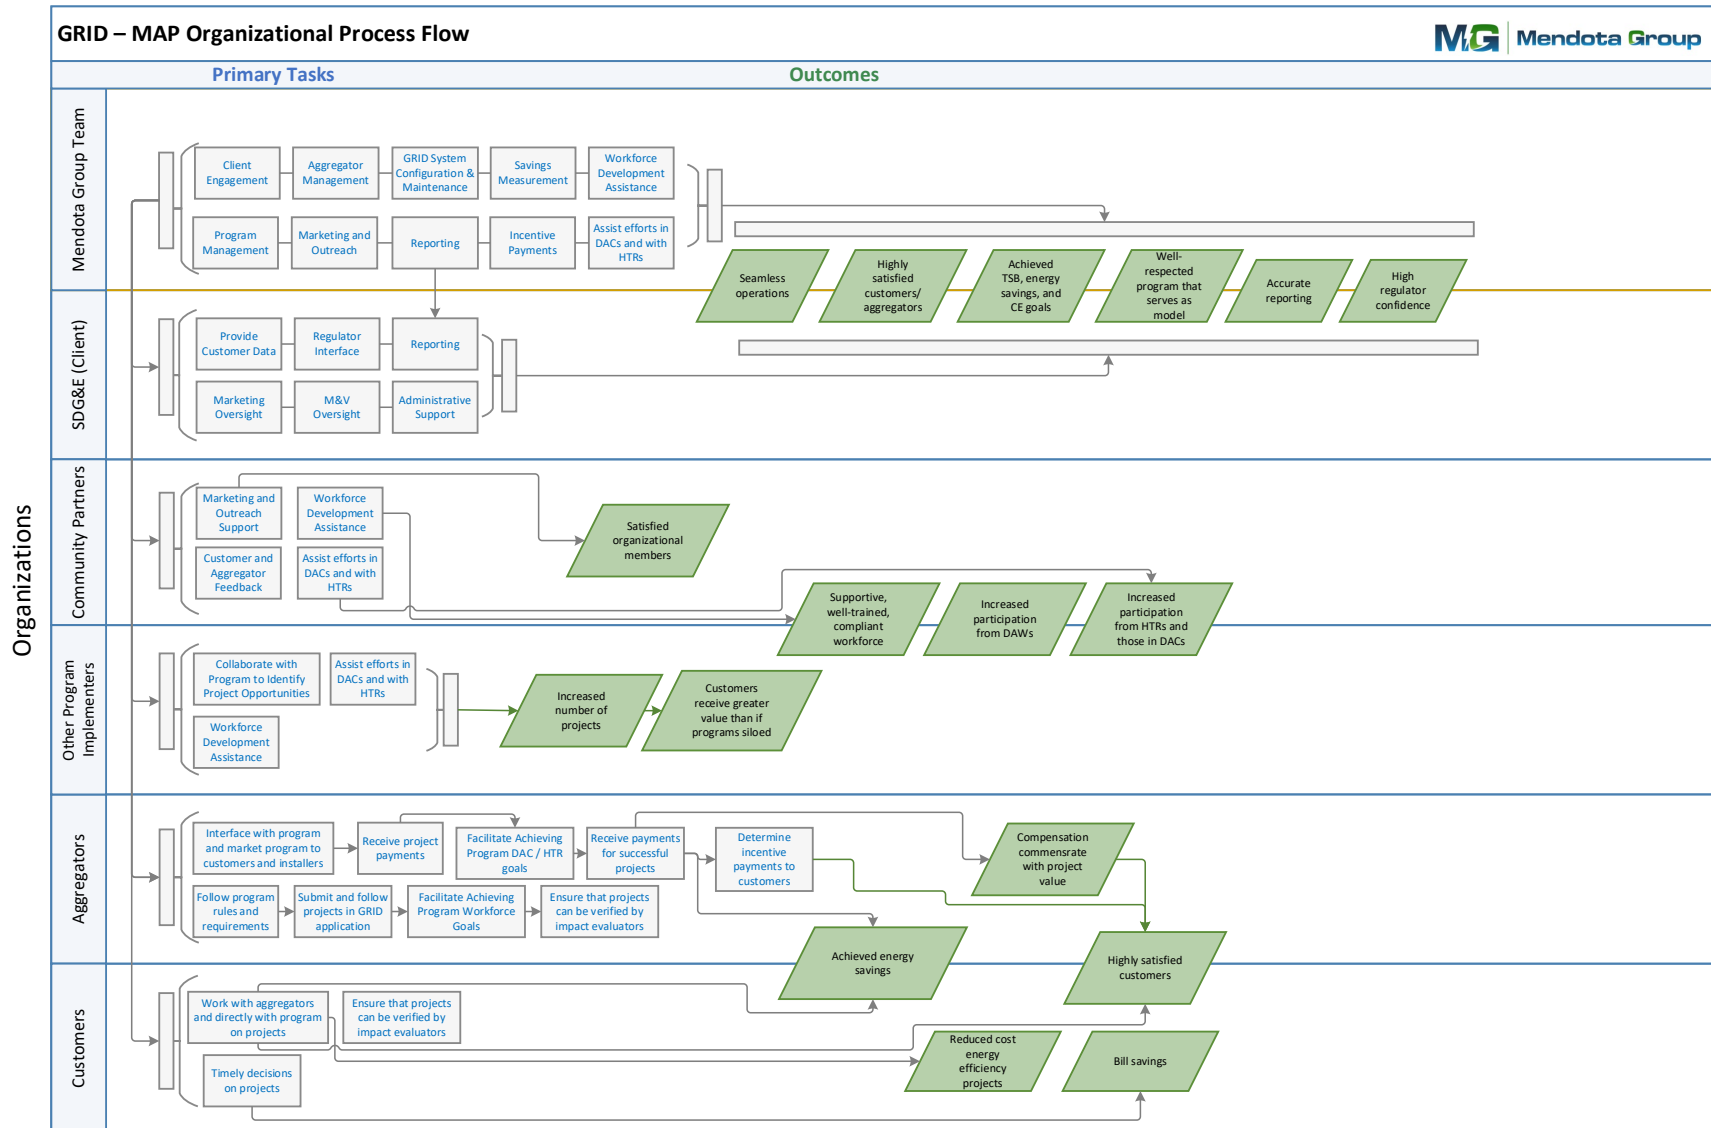 GRID – MAP Organizational Process Flow
MG Mendota Group
Primary Tasks
Outcomes
Organizations
Mendota Group Team
Client
Engagement
Aggregator
Management
GRID System
Configuration &
Maintenance
Savings
Measurement
Workforce
Development
Assistance
Program
Management
Marketing and
Outreach
Reporting
Incentive
Payments
Assist efforts in
DACs and with
HTRs
Seamless
operations
Highly
satisfied
customers/
aggregators
Achieved
TSB, energy
savings, and
CE goals
Well-
respected
program that
serves as
model
Accurate
reporting
High
regulator
confidence
SDG&E (Client)
Provide
Customer Data
Regulator
Interface
Reporting
Marketing
Oversight
M&V
Oversight
Administrative
Support
Community Partners
Marketing and
Outreach
Support
Workforce
Development
Assistance
Customer and
Aggregator
Feedback
Assist efforts in
DACs and with
HTRs
Satisfied
organizational
members
Supportive,
well-trained,
compliant
workforce
Increased
participation
from DAWs
Increased
participation
from HTRs and
those in DACs
Other Program
Implementers
Collaborate with
Program to Identify
Project Opportunities
Assist efforts in
DACs and with
HTRs
Workforce
Development
Assistance
Increased
number of
projects
Customers
receive greater
value than if
programs siloed
Aggregators
Interface with program
and market program to
customers and installers
Receive project
payments
Facilitate Achieving
Program DAC / HTR
goals
Receive payments
for successful
projects
Determine
incentive
payments to
customers
Compensation
commensrate
with project
value
Follow program
rules and
requirements
Submit and follow
projects in GRID
application
Facilitate Achieving
Program Workforce
Goals
Ensure that projects
can be verified by
impact evaluators
Achieved energy
savings
Highly satisfied
customers
Customers
Work with aggregators
and directly with program
on projects
Ensure that projects
can be verified by
impact evaluators
Timely decisions
on projects
Reduced cost
energy
efficiency
projects
Bill savings